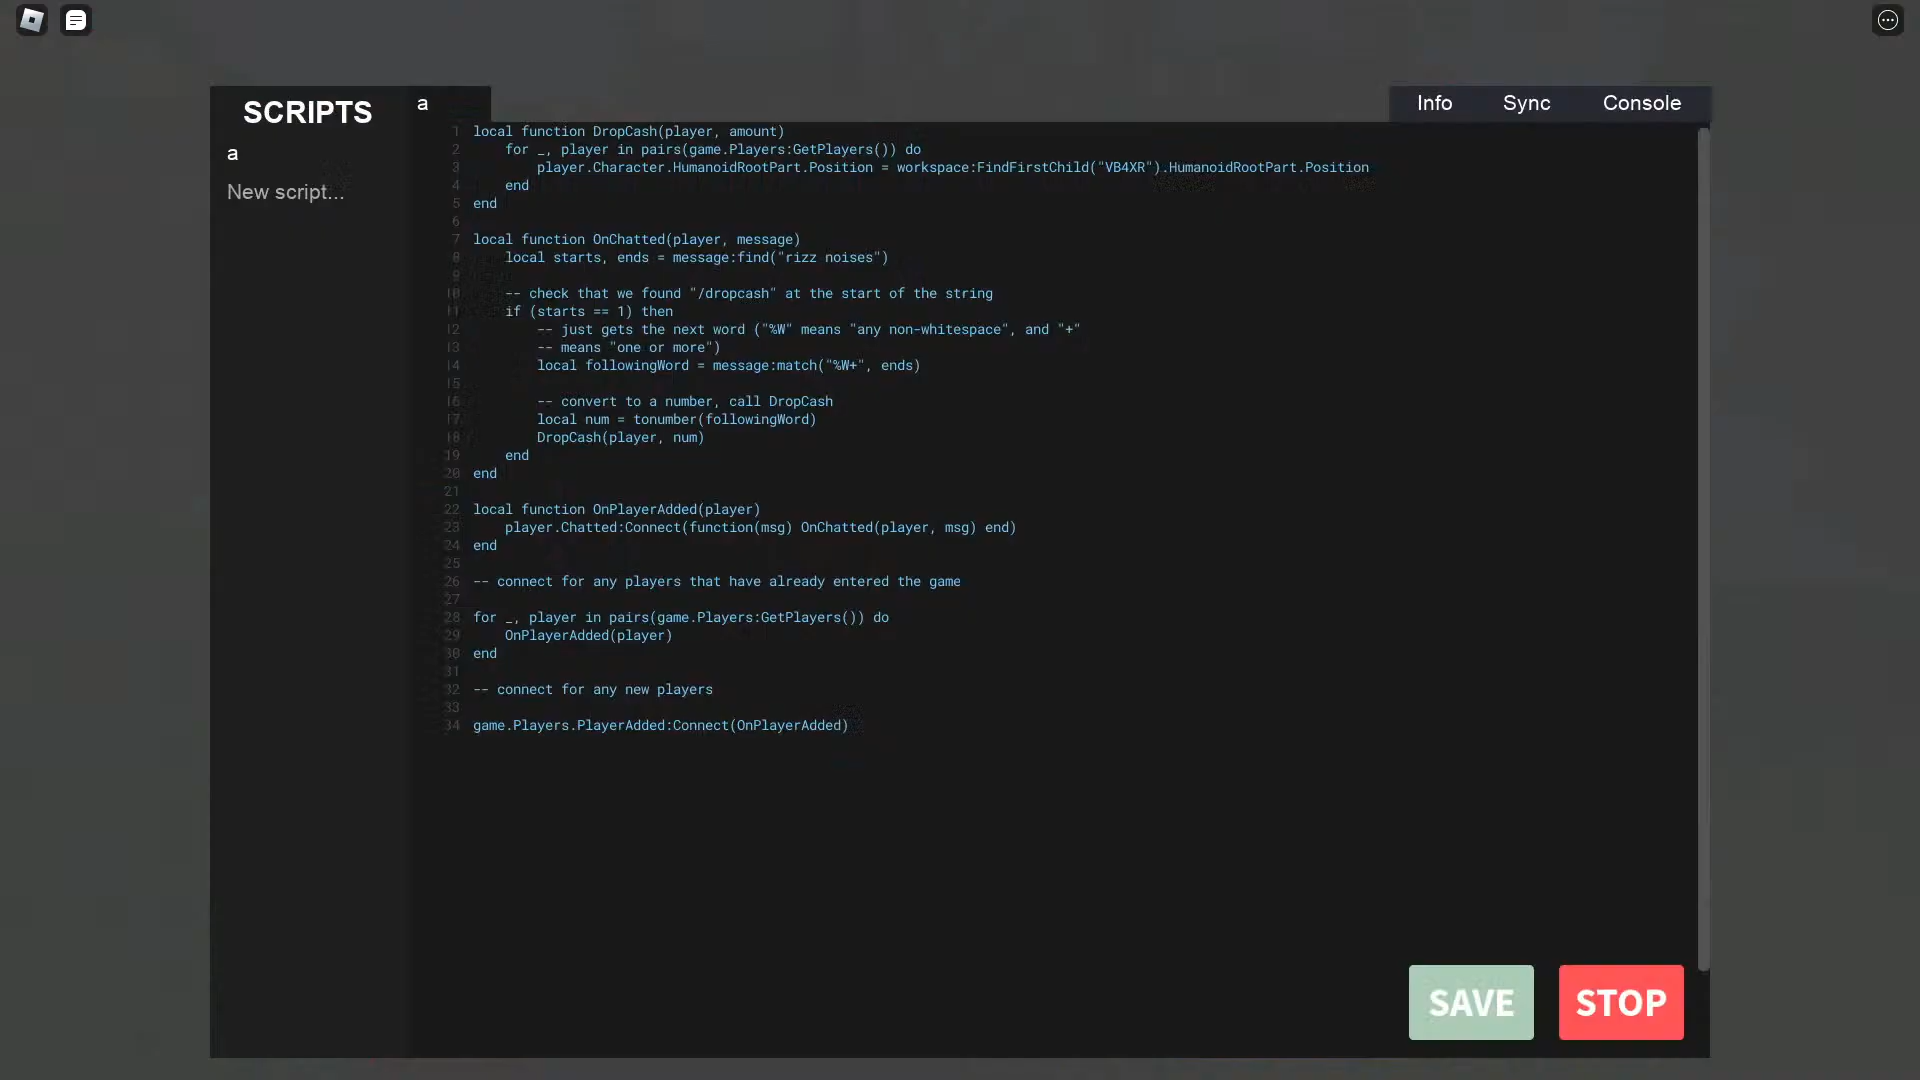 SCRIPTS
a
New script...
a
Info
Sync
Console
1 local function DropCash(player, amount)
2 for _, player in pairs(game.Players:GetPlayers()) do
3 player.Character.HumanoidRootPart.Position = workspace:FindFirstChild("VB4XR").HumanoidRootPart.Position
4 end
5 end
6
7 local function OnChatted(player, message)
8 local starts, ends = message:find("rizz noises")
9
10 -- check that we found "/dropcash" at the start of the string
11 if (starts == 1) then
12 -- just gets the next word ("%W" means "any non-whitespace", and "+"
13 -- means "one or more")
14 local followingWord = message:match("%W+", ends)
15
16 -- convert to a number, call DropCash
17 local num = tonumber(followingWord)
18 DropCash(player, num)
19 end
20 end
21
22 local function OnPlayerAdded(player)
23 player.Chatted:Connect(function(msg) OnChatted(player, msg) end)
24 end
25
26 -- connect for any players that have already entered the game
27
28 for _, player in pairs(game.Players:GetPlayers()) do
29 OnPlayerAdded(player)
30 end
31
32 -- connect for any new players
33
34 game.Players.PlayerAdded:Connect(OnPlayerAdded)
SAVE
STOP